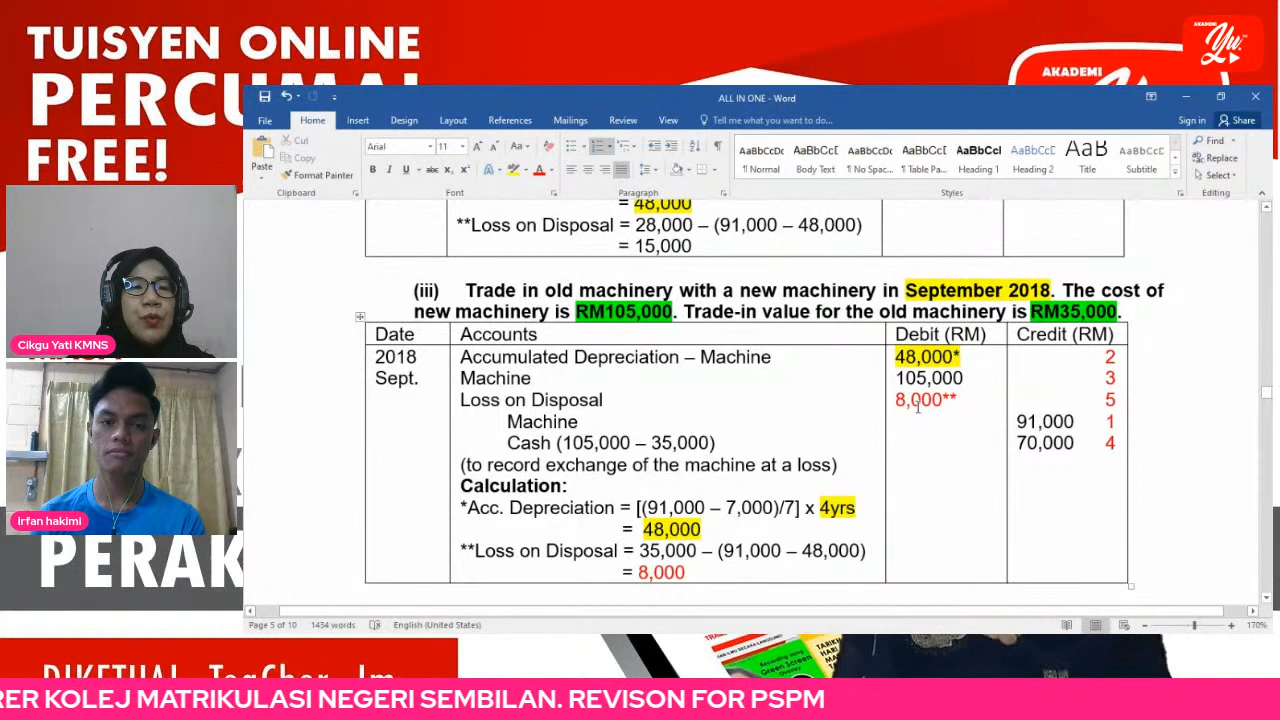 TUISYEN ONLINE
FREE!
AKADEMI
AKADEMI
Yu.
ALL IN ONE - Word
File Home Insert Design Layout References Mailings Review View Tell me what you want to do... Sign in Share
Paste
Cut
Copy
Format Painter
Clipboard
Arial 11
Font
Paragraph
AaBbCcDc AaBbCcI AaBbCcDc AaBbCcI AaBbCcI AaBbCcI AaB AaBbCcD
¶ Normal Body Text ¶ No Spac... ¶ Table Pa... Heading 1 Heading 2 Title Subtitle
Styles
Find
Replace
Select
Editing
= 48,000
**Loss on Disposal = 28,000 – (91,000 – 48,000)
= 15,000
(iii) Trade in old machinery with a new machinery in September 2018. The cost of
new machinery is RM105,000. Trade-in value for the old machinery is RM35,000.
Date Accounts Debit (RM) Credit (RM)
2018 Accumulated Depreciation – Machine 48,000* 2
Sept. Machine 105,000 3
Loss on Disposal 8,000** 5
Machine 91,000 1
Cash (105,000 – 35,000) 70,000 4
(to record exchange of the machine at a loss)
Calculation:
*Acc. Depreciation = [(91,000 – 7,000)/7] x 4yrs
= 48,000
**Loss on Disposal = 35,000 – (91,000 – 48,000)
= 8,000
Page 5 of 10 1434 words English (United States) 170%
Cikgu Yati KMNS
irfan hakimi
PERAK
RER KOLEJ MATRIKULASI NEGERI SEMBILAN. REVISON FOR PSPM